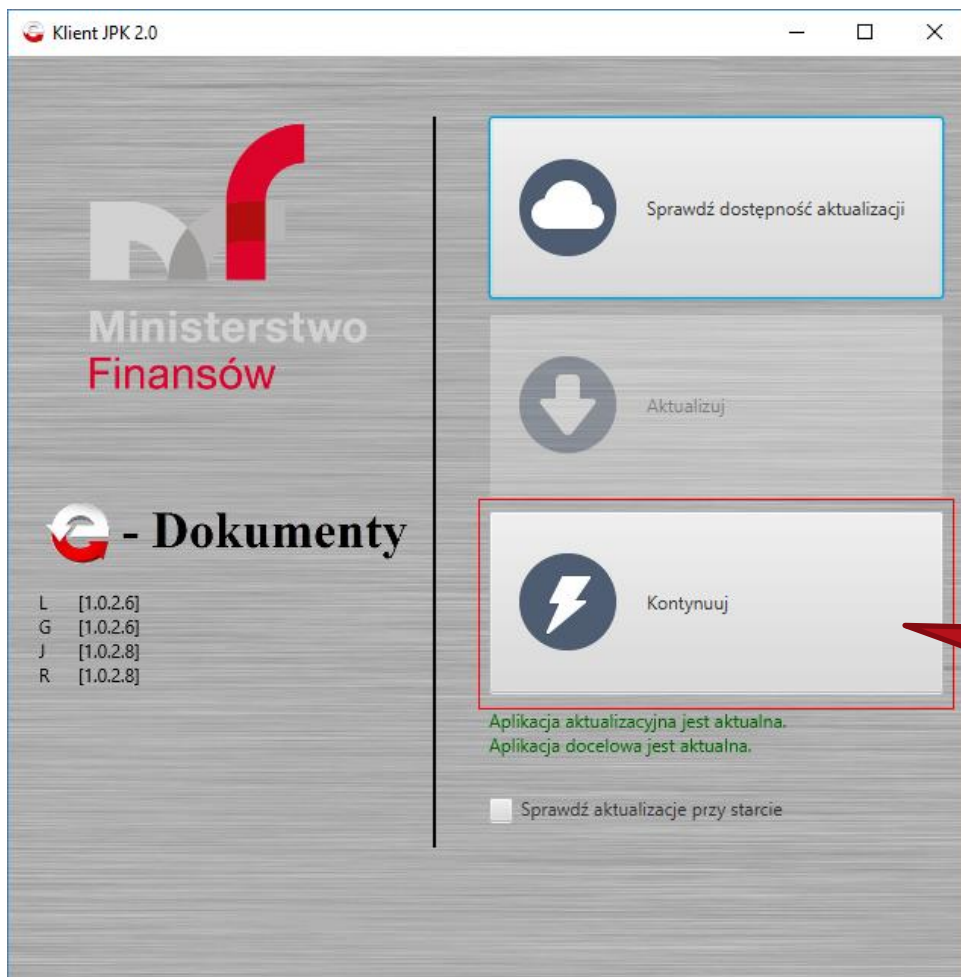 Klient JPK 2.0
Ministerstwo
Finansów
e - Dokumenty
L [1.0.2.6]
G [1.0.2.6]
J [1.0.2.8]
R [1.0.2.8]
Sprawdź dostępność aktualizacji
Aktualizuj
Kontynuuj
Aplikacja aktualizacyjna jest aktualna.
Aplikacja docelowa jest aktualna.
Sprawdź aktualizacje przy starcie